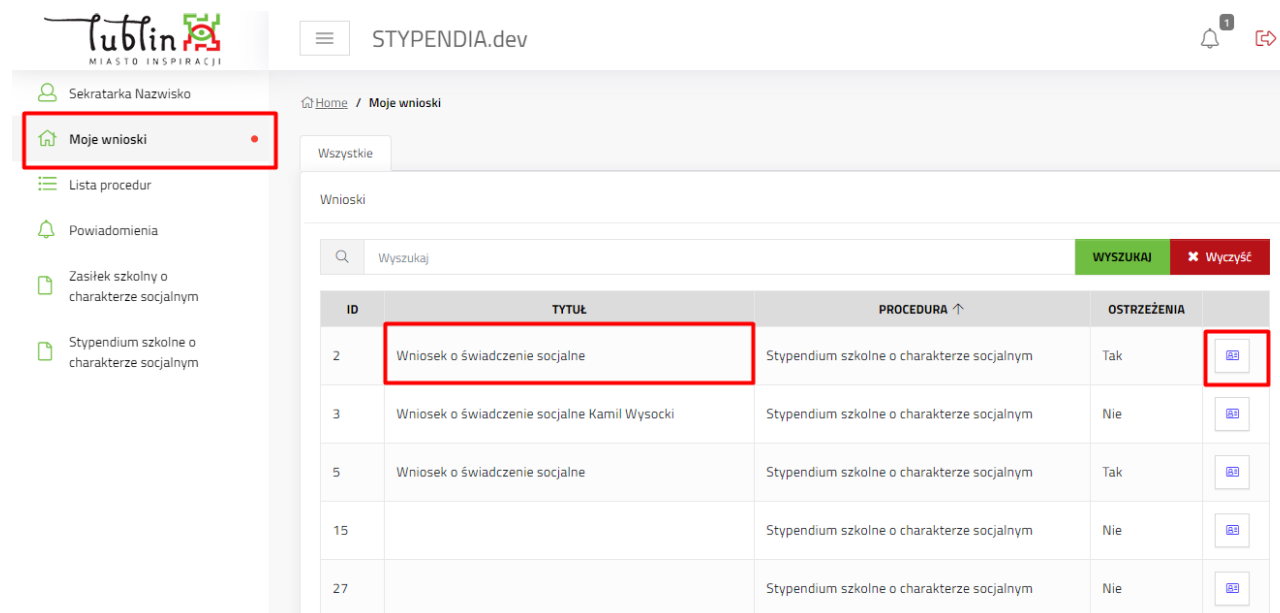 lublin
MIASTO INSPIRACJI
STYPENDIA.dev
1
Sekratarka Nazwisko
Moje wnioski
Lista procedur
Powiadomienia
Zasiłek szkolny o
charakterze socjalnym
Stypendium szkolne o
charakterze socjalnym
Home / Moje wnioski
Wszystkie
Wnioski
Wyszukaj
WYSZUKAJ
Wyczyść
ID TYTUŁ PROCEDURA OSTRZEŻENIA
2 Wniosek o świadczenie socjalne Stypendium szkolne o charakterze socjalnym Tak
3 Wniosek o świadczenie socjalne Kamil Wysocki Stypendium szkolne o charakterze socjalnym Nie
5 Wniosek o świadczenie socjalne Stypendium szkolne o charakterze socjalnym Tak
15 Stypendium szkolne o charakterze socjalnym Nie
27 Stypendium szkolne o charakterze socjalnym Nie